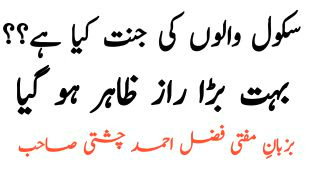 سکول والوں کی جنت کیا ہے؟؟
بہت بڑا راز ظاہر ہو گیا
بزبانِ مفتی فضل احمد چشتی صاحب